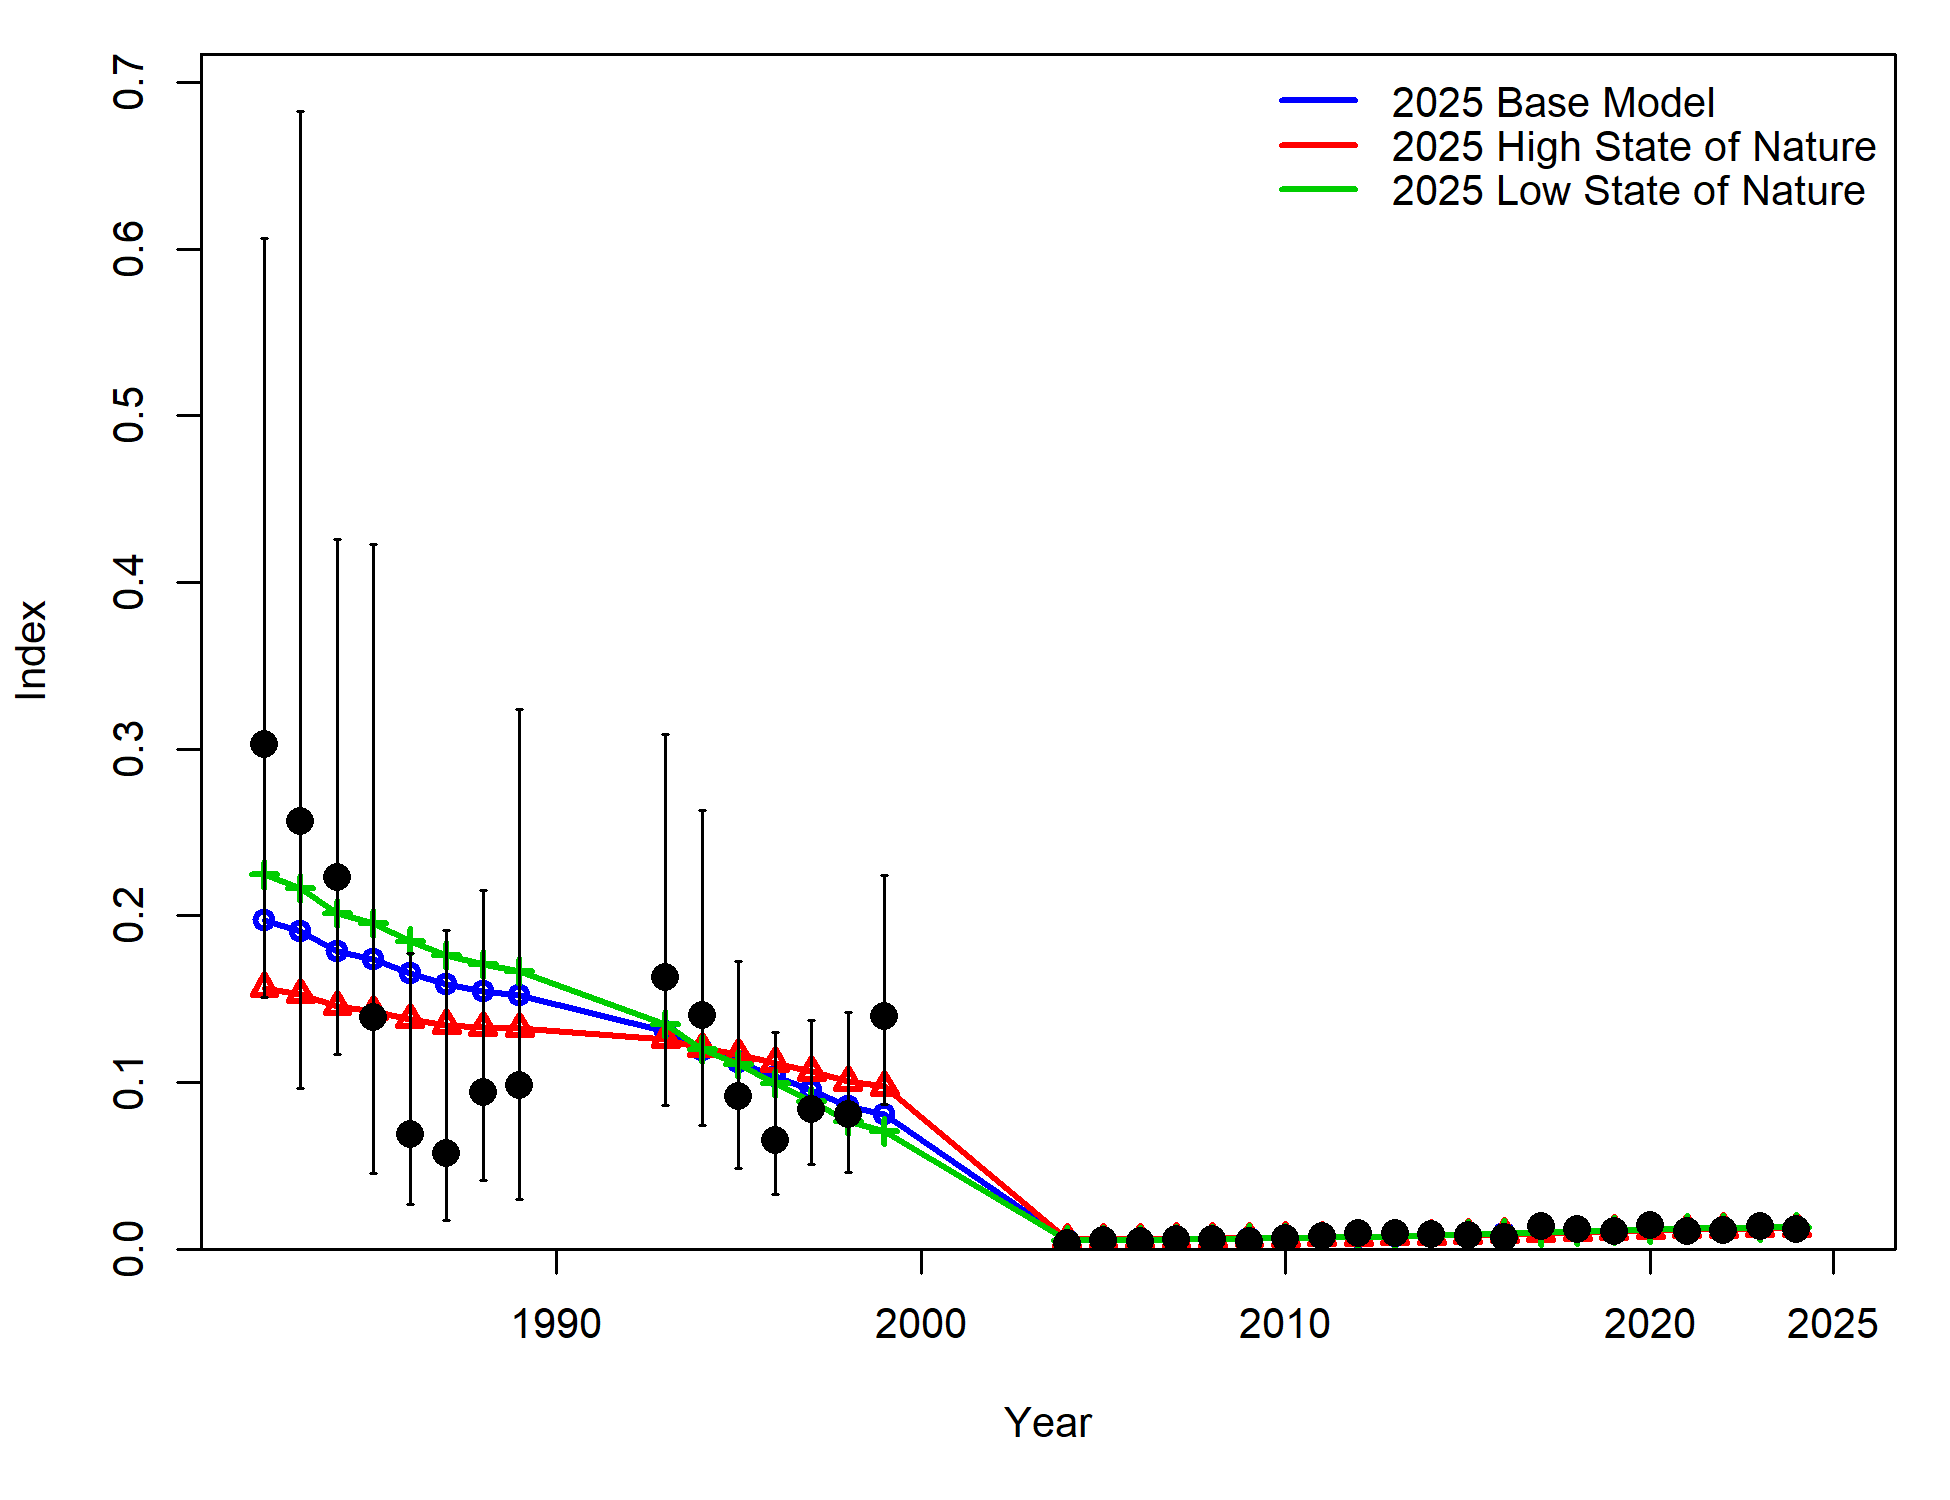 2025 Base Model
2025 High State of Nature
2025 Low State of Nature
0.7
0.6
0.5
0.4
0.3
0.2
0.1
0.0
Index
1990 2000 2010 2020 2025
Year